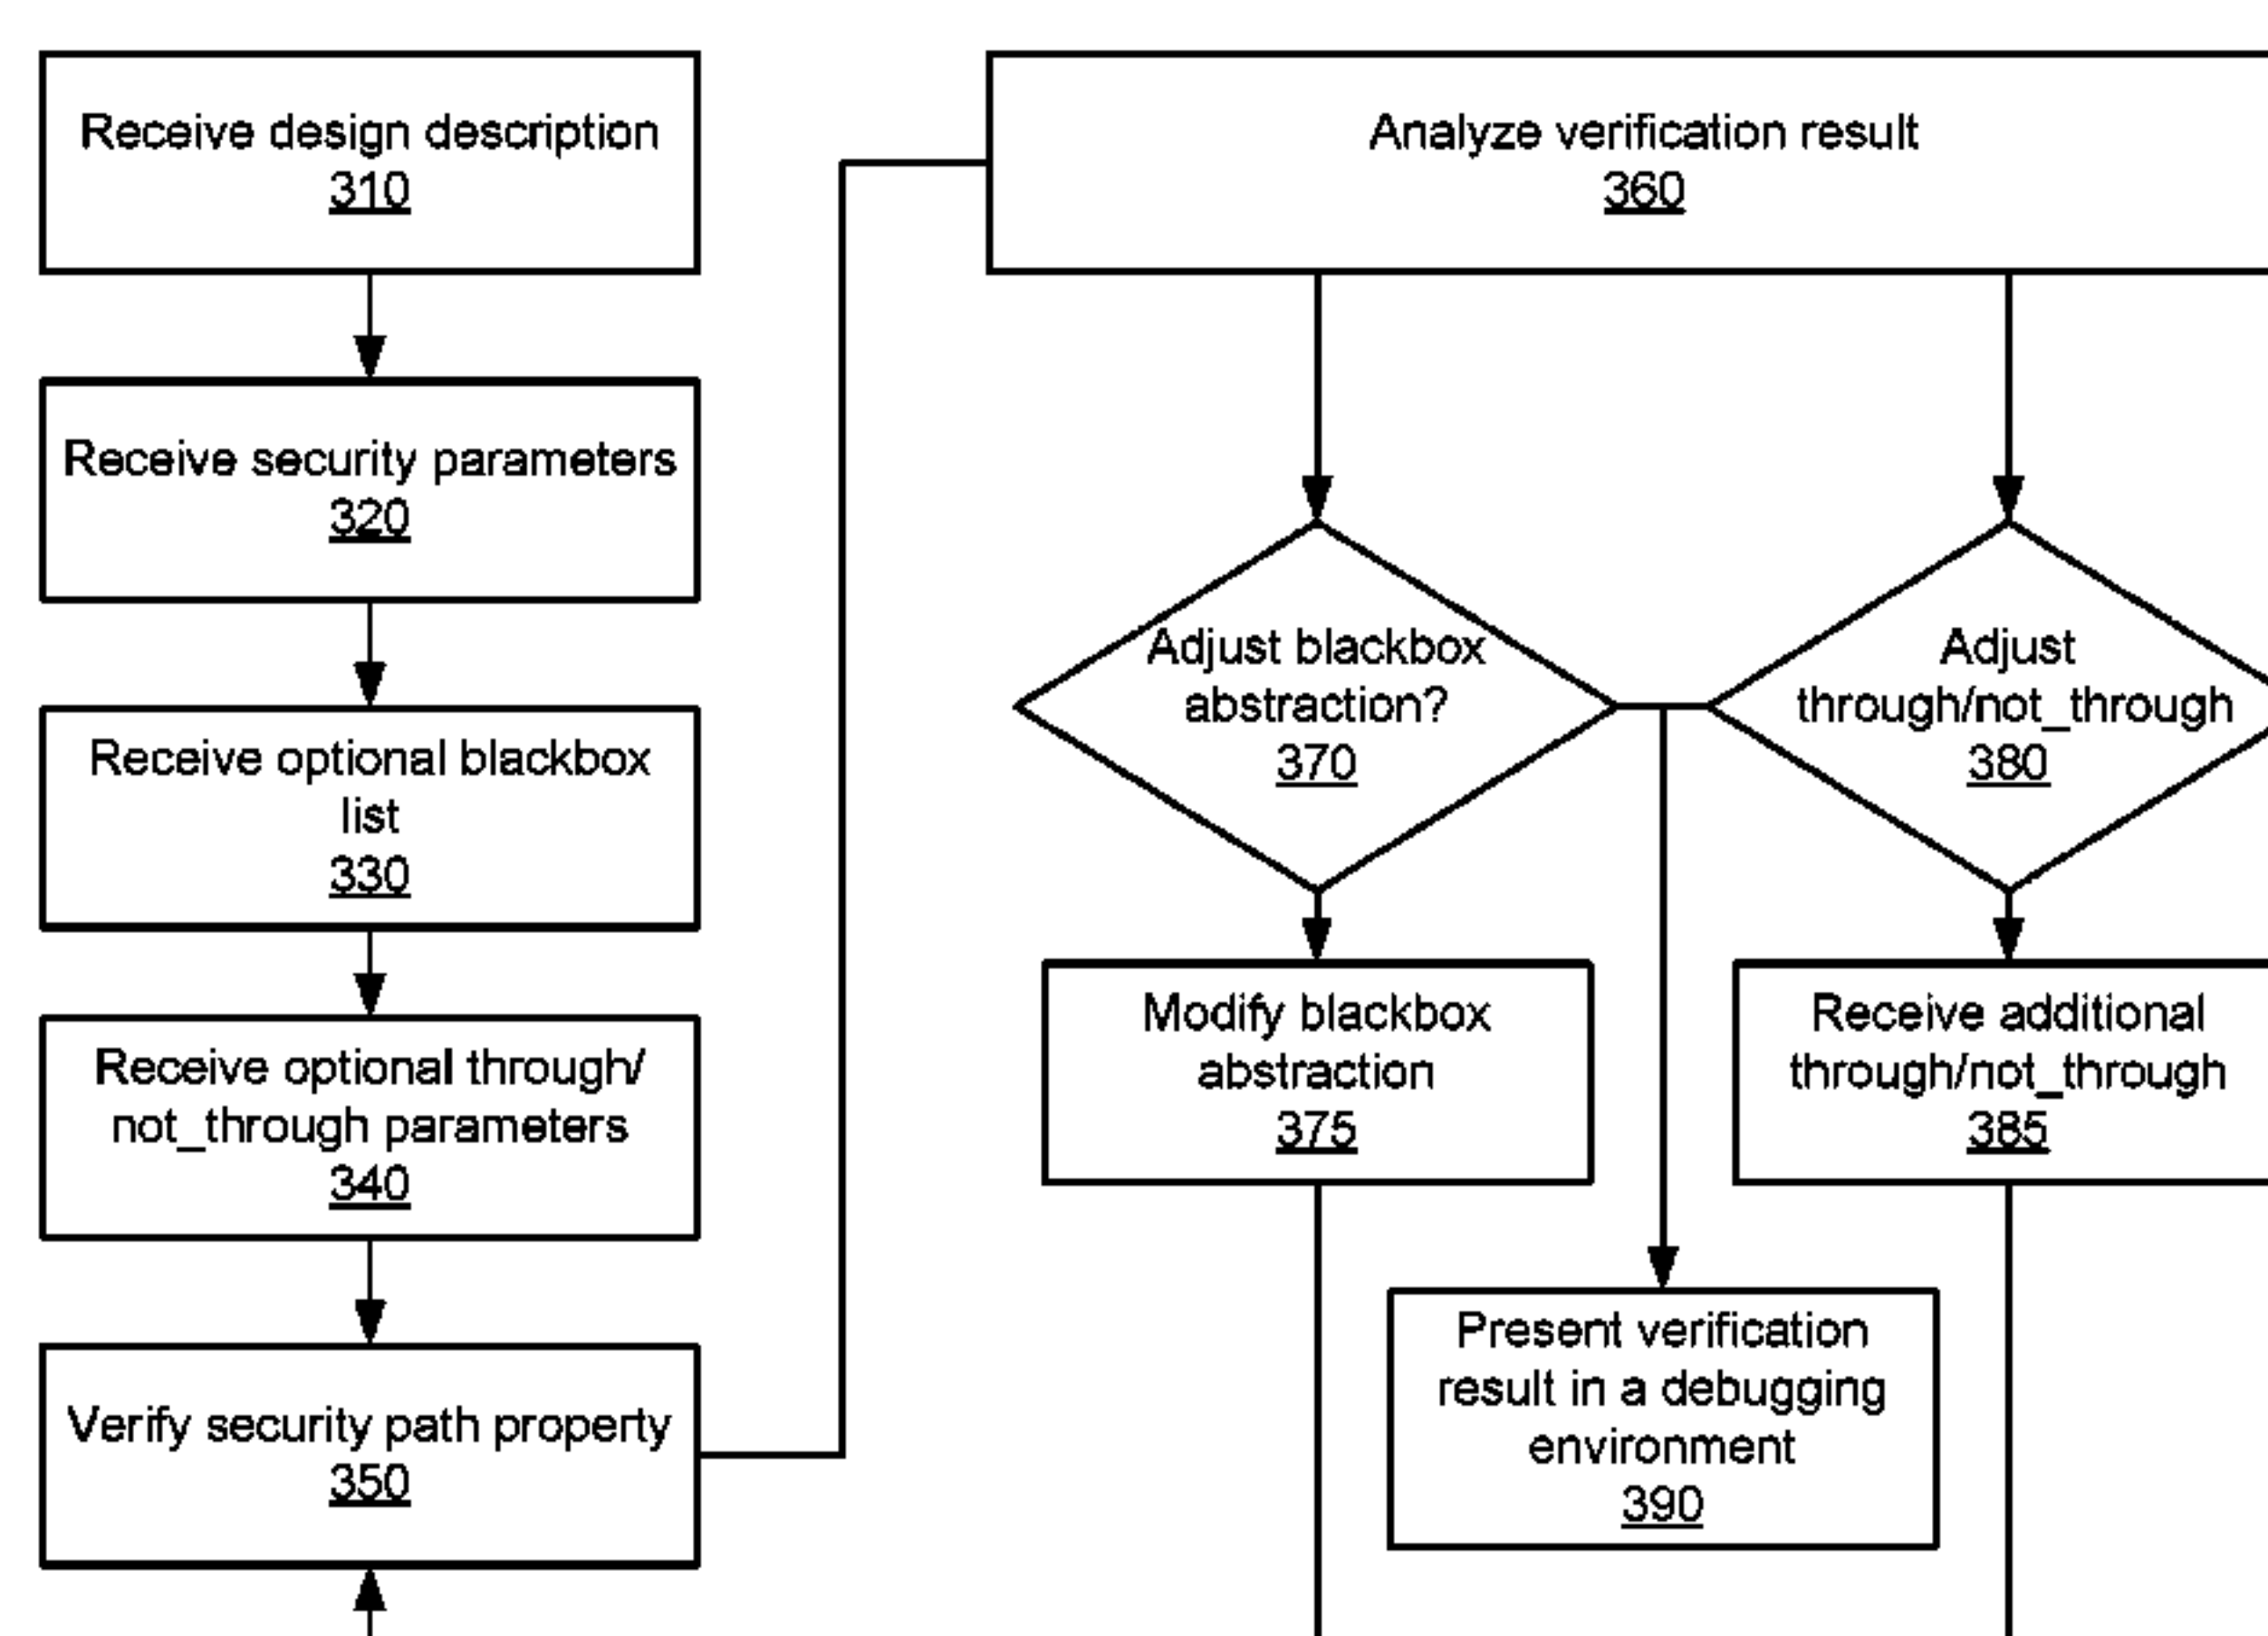 Receive design description
310
Receive security parameters
320
Receive optional blackbox
list
330
Receive optional through/
not_through parameters
340
Verify security path property
350
Analyze verification result
360
Adjust blackbox
abstraction?
370
Adjust
through/not_through
380
Modify blackbox
abstraction
375
Receive additional
through/not_through
385
Present verification
result in a debugging
environment
390